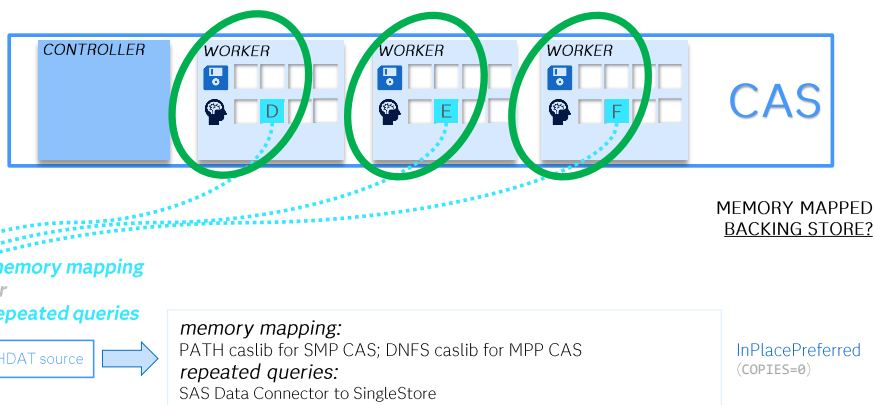 CONTROLLER
WORKER
WORKER
WORKER
D
E
F
CAS
MEMORY MAPPED
BACKING STORE?
memory mapping
r
epeated queries
HDAT source
memory mapping:
PATH caslib for SMP CAS; DNFS caslib for MPP CAS
repeated queries:
SAS Data Connector to SingleStore
InPlacePreferred
(COPIES=0)